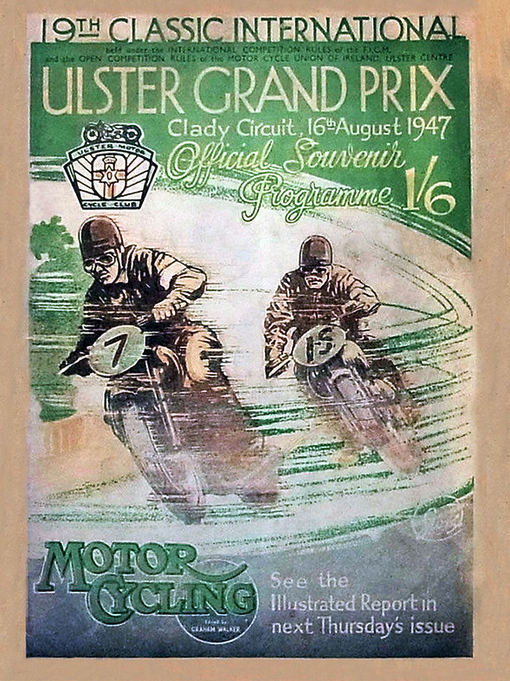 19TH CLASSIC INTERNATIONAL
held under the INTERNATIONAL COMPETITION RULES of the F.I.C.M.
and the OPEN COMPETITION RULES of the MOTOR CYCLE UNION OF IRELAND, ULSTER CENTRE
ULSTER GRAND PRIX
Clady Circuit, 16th August 1947
Official Souvenir
Programme 1/6
ULSTER MOTOR
CYCLE CLUB
7
15
MOTOR
CYCLING
Edited by
GRAHAM WALKER
See the
Illustrated Report in
next Thursday's issue